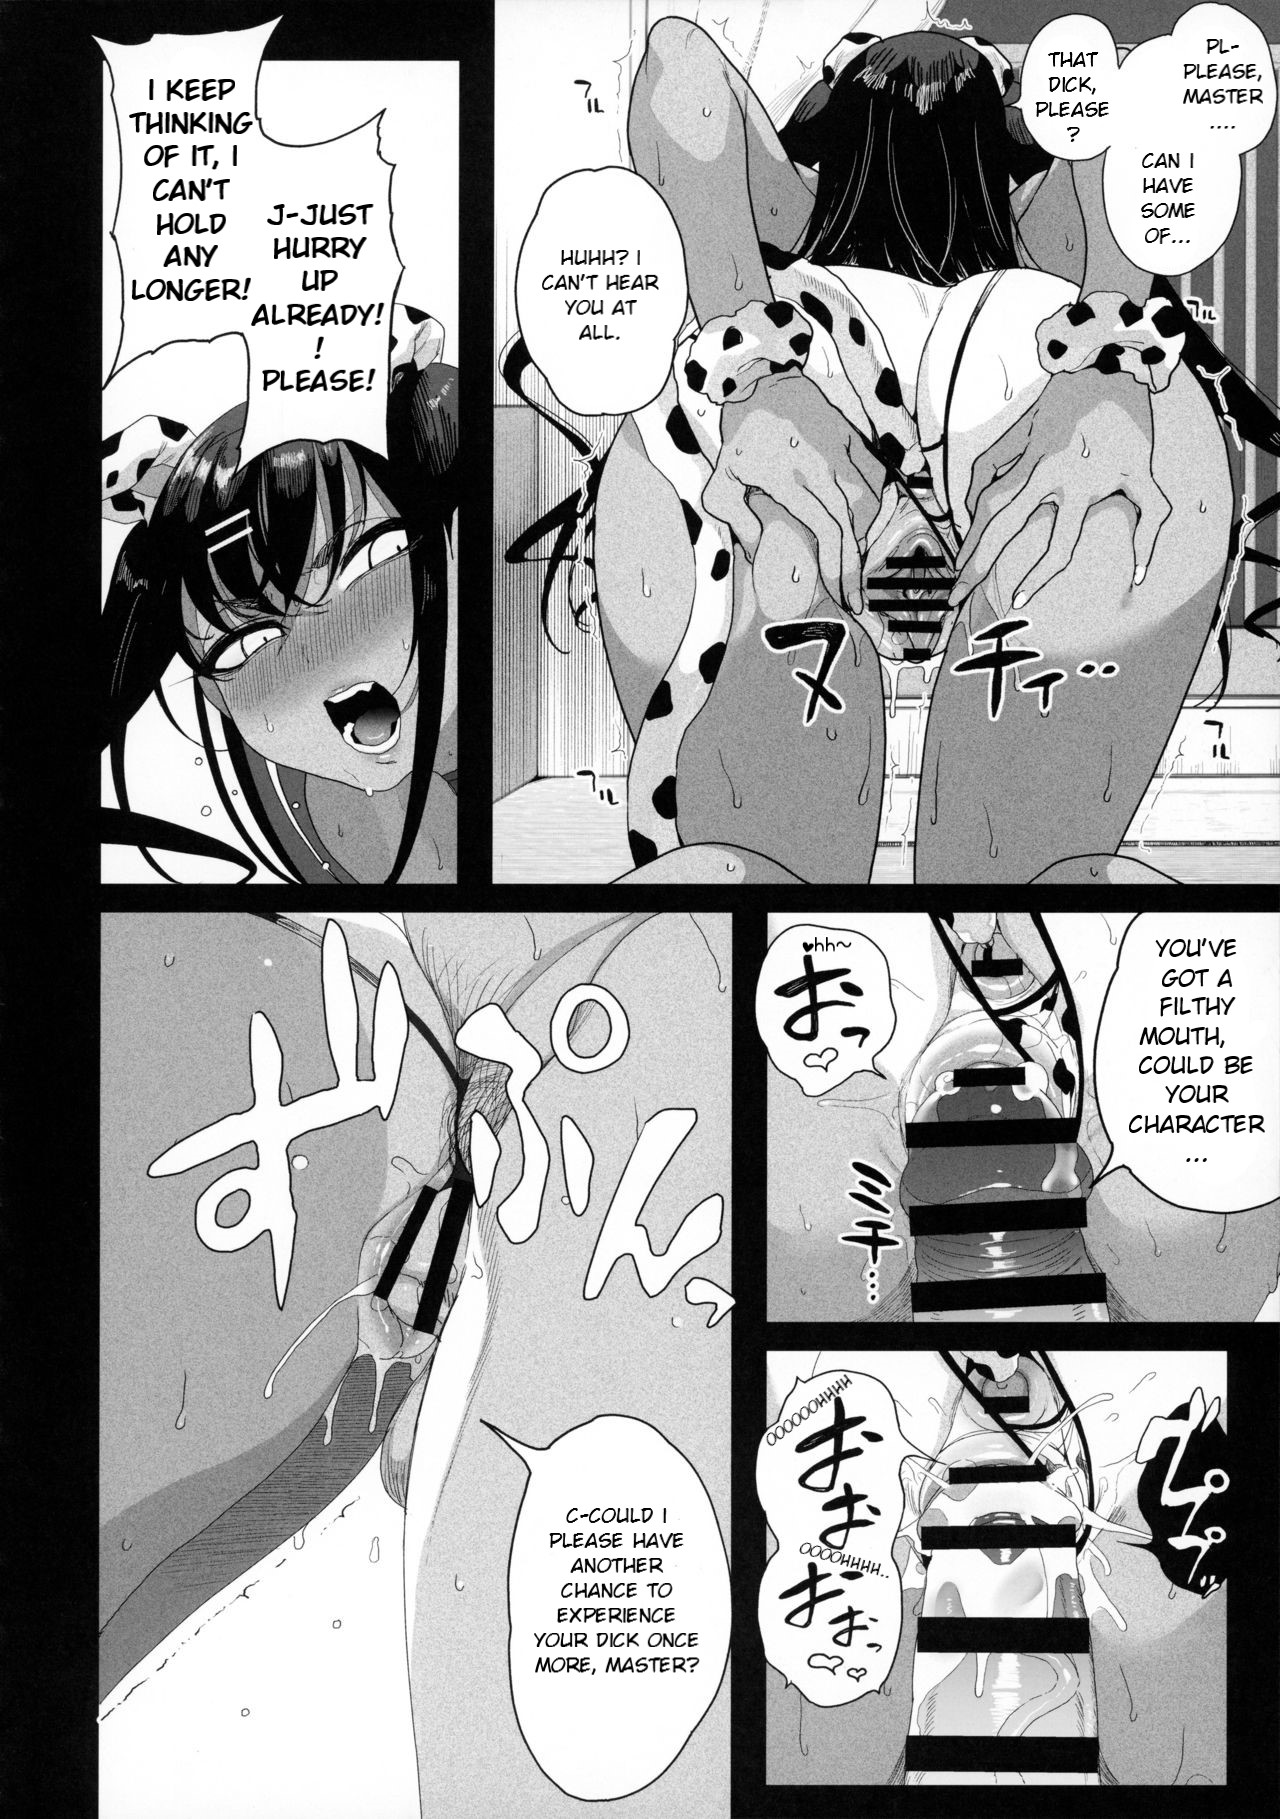 PL-
PLEASE,
MASTER
....
CAN I
HAVE
SOME
OF...
THAT
DICK,
PLEASE
?
HUHH? I
CAN'T HEAR
YOU AT
ALL.
フル
フル
フル
フル
ヌ
チィ...
I KEEP
THINKING
OF IT, I
CAN'T
HOLD
ANY
LONGER!
J-JUST
HURRY
UP
ALREADY!
!
PLEASE!
YOU'VE
GOT A
FILTHY
MOUTH,
COULD BE
YOUR
CHARACTER
...
♥hh~
おっ♡
ミチ...
ずぷんっ
C-COULD I
PLEASE HAVE
ANOTHER
CHANCE TO
EXPERIENCE
YOUR DICK ONCE
MORE, MASTER?
OOOOOOHHHH
おおお
OOOOHHHH..
おおっ♡♡